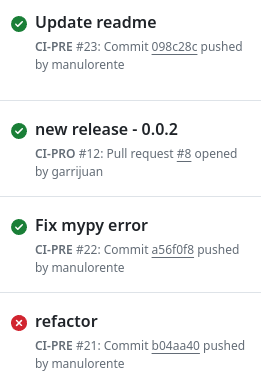 Update readme
CI-PRE #23: Commit 098c28c pushed
by manulorente
new release - 0.0.2
CI-PRO #12: Pull request #8 opened
by garrijuan
Fix mypy error
CI-PRE #22: Commit a56f0f8 pushed
by manulorente
refactor
CI-PRE #21: Commit b04aa40 pushed
by manulorente